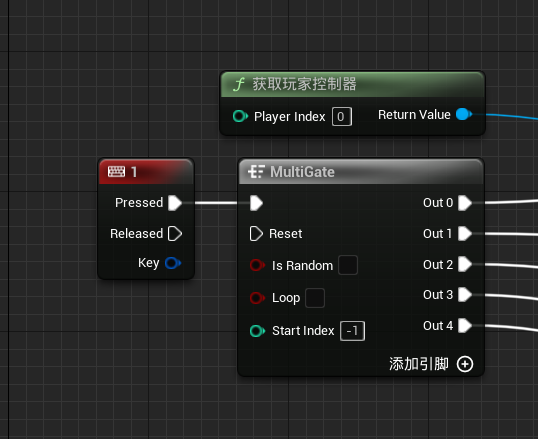 获取玩家控制器
Player Index 0 Return Value
1
Pressed
Released
Key
MultiGate
Out 0
Reset Out 1
Is Random Out 2
Loop Out 3
Start Index -1 Out 4
添加引脚